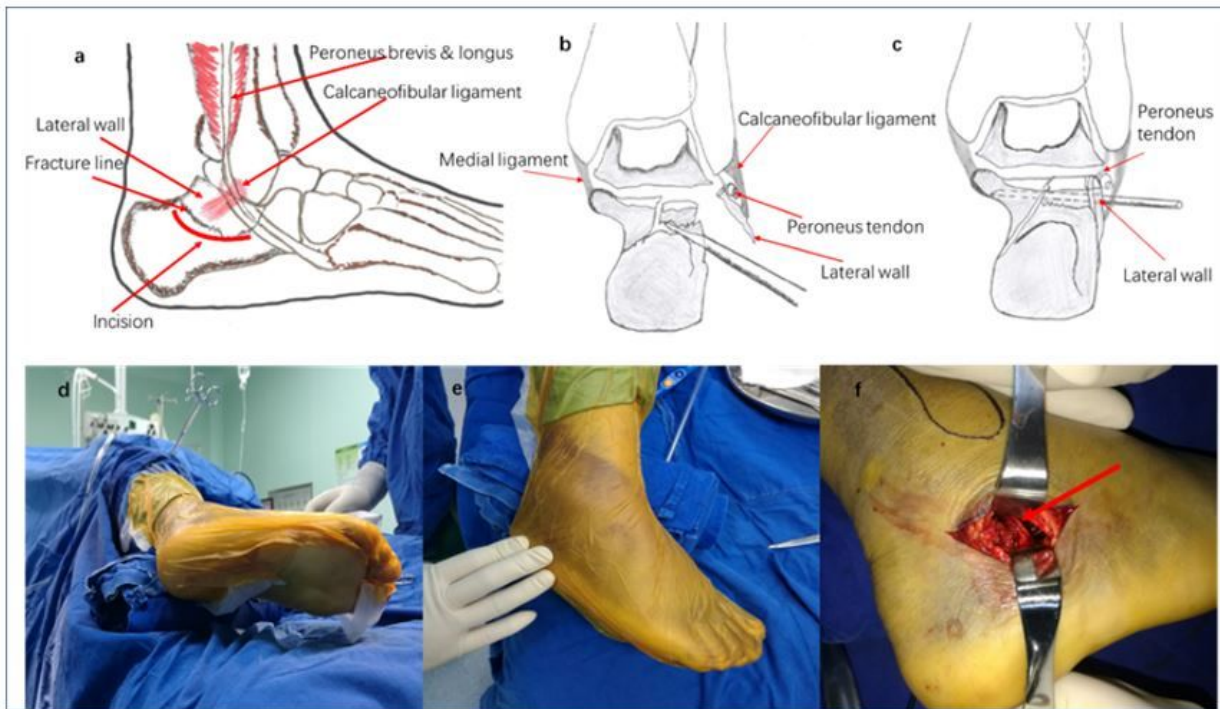 a
Peroneus brevis & longus
Calcaneofibular ligament
Lateral wall
Fracture line
Incision
b
Calcaneofibular ligament
Medial ligament
Peroneus tendon
Lateral wall
c
Peroneus
tendon
Lateral wall
d
e
f